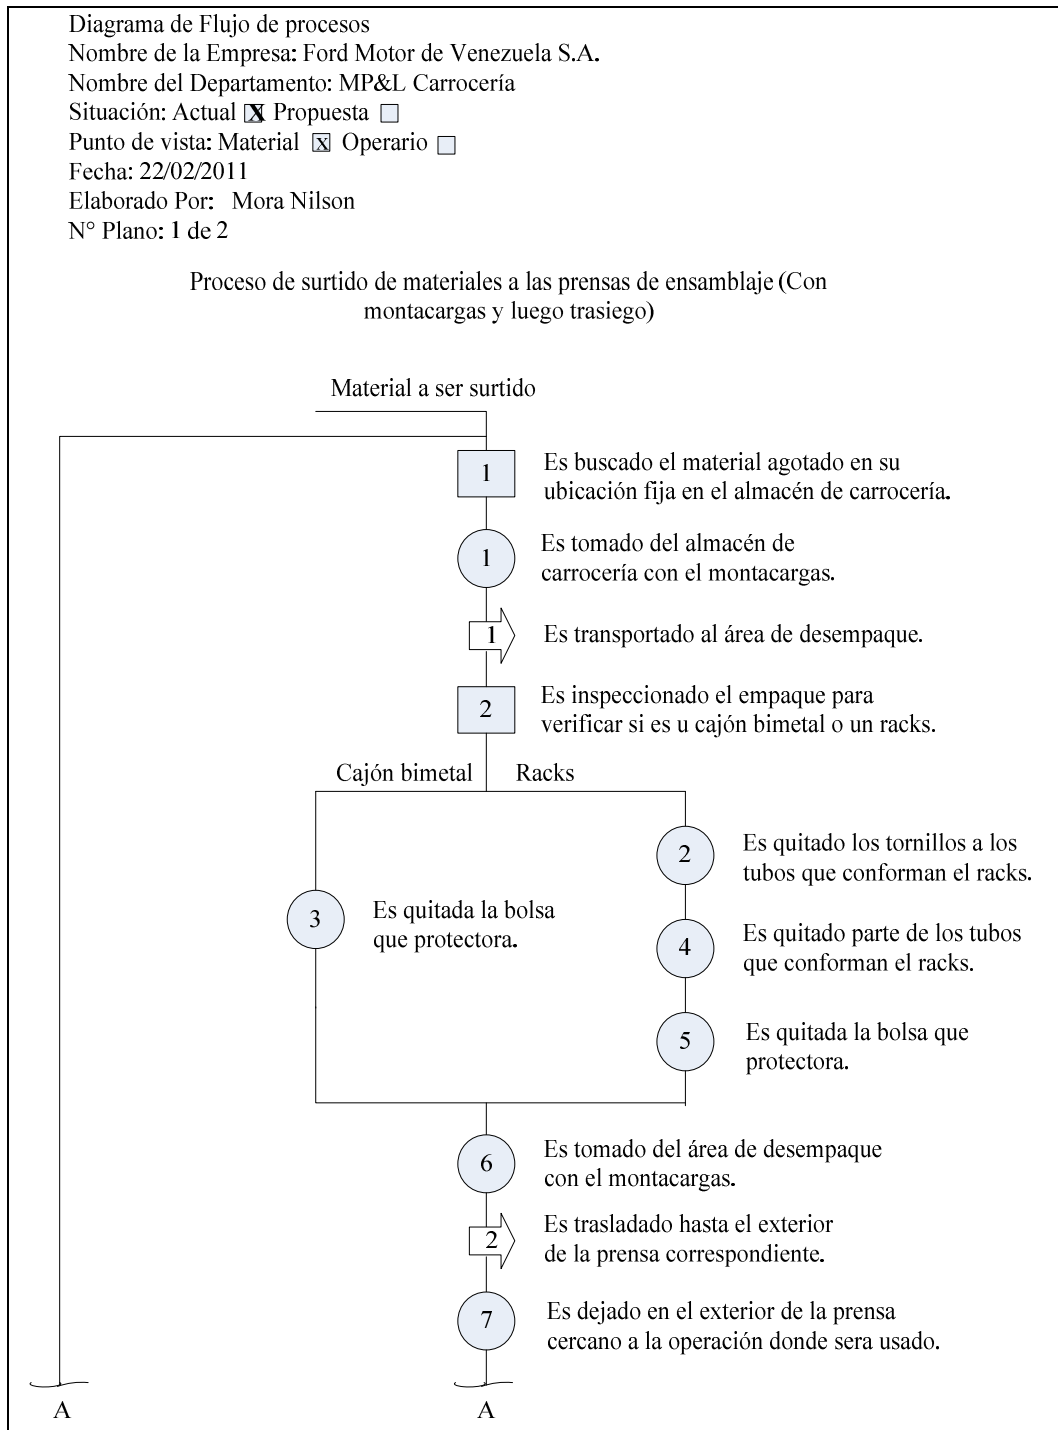 Diagrama de Flujo de procesos
Nombre de la Empresa: Ford Motor de Venezuela S.A.
Nombre del Departamento: MP&L Carrocería
Situación: Actual X Propuesta
Punto de vista: Material x Operario
Fecha: 22/02/2011
Elaborado Por: Mora Nilson
N° Plano: 1 de 2
Proceso de surtido de materiales a las prensas de ensamblaje (Con
montacargas y luego trasiego)
Material a ser surtido
1
Es buscado el material agotado en su
ubicación fija en el almacén de carrocería.
1
Es tomado del almacén de
carrocería con el montacargas.
1
Es transportado al área de desempaque.
2
Es inspeccionado el empaque para
verificar si es u cajón bimetal o un racks.
Cajón bimetal
Racks
3
Es quitada la bolsa
que protectora.
2
Es quitado los tornillos a los
tubos que conforman el racks.
4
Es quitado parte de los tubos
que conforman el racks.
5
Es quitada la bolsa que
protectora.
6
Es tomado del área de desempaque
con el montacargas.
2
Es trasladado hasta el exterior
de la prensa correspondiente.
7
Es dejado en el exterior de la prensa
cercano a la operación donde sera usado.
A
A